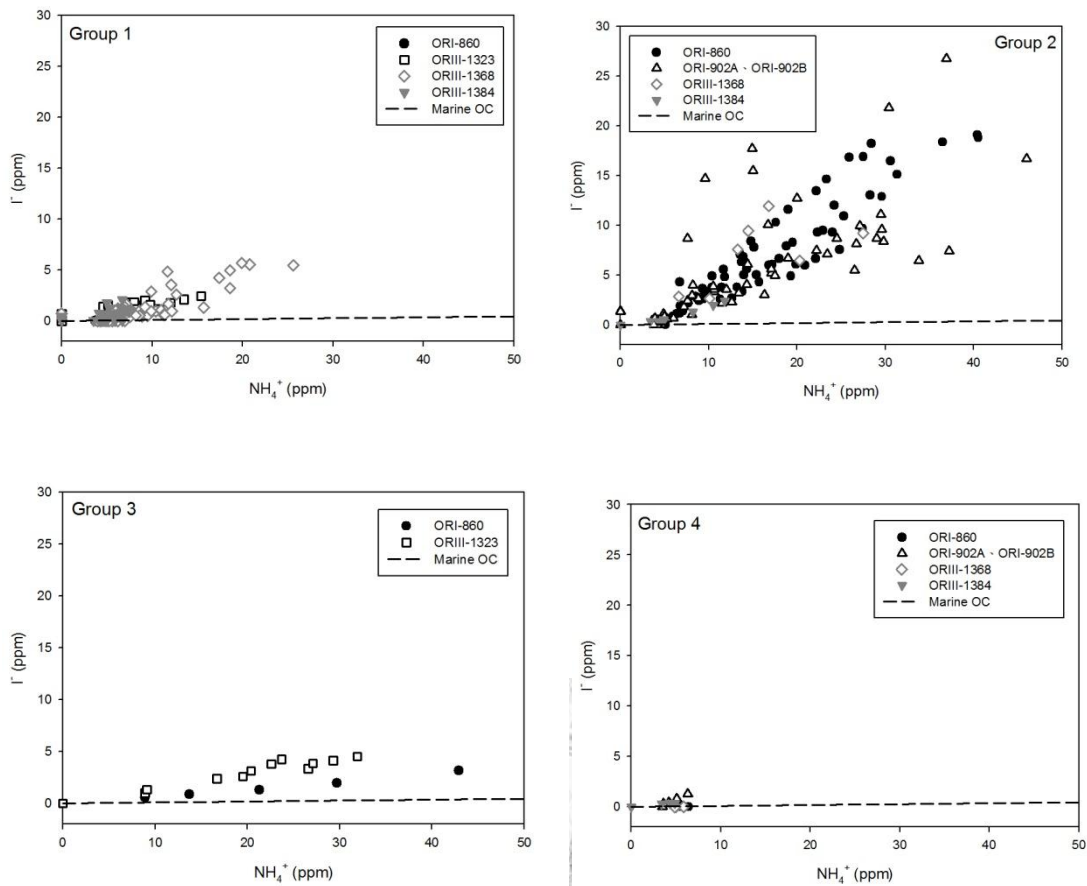 Group 1
ORI-860
ORIII-1323
ORIII-1368
ORIII-1384
Marine OC
30
25
20
15
10
5
0
I⁻ (ppm)
0 10 20 30 40 50
NH₄⁺ (ppm)
Group 2
ORI-860
ORI-902A、ORI-902B
ORIII-1368
ORIII-1384
Marine OC
30
25
20
15
10
5
0
I⁻ (ppm)
0 10 20 30 40 50
NH₄⁺ (ppm)
Group 3
ORI-860
ORIII-1323
Marine OC
30
25
20
15
10
5
0
I⁻ (ppm)
0 10 20 30 40 50
NH₄⁺ (ppm)
Group 4
ORI-860
ORI-902A、ORI-902B
ORIII-1368
ORIII-1384
Marine OC
30
25
20
15
10
5
0
I⁻ (ppm)
0 10 20 30 40 50
NH₄⁺ (ppm)